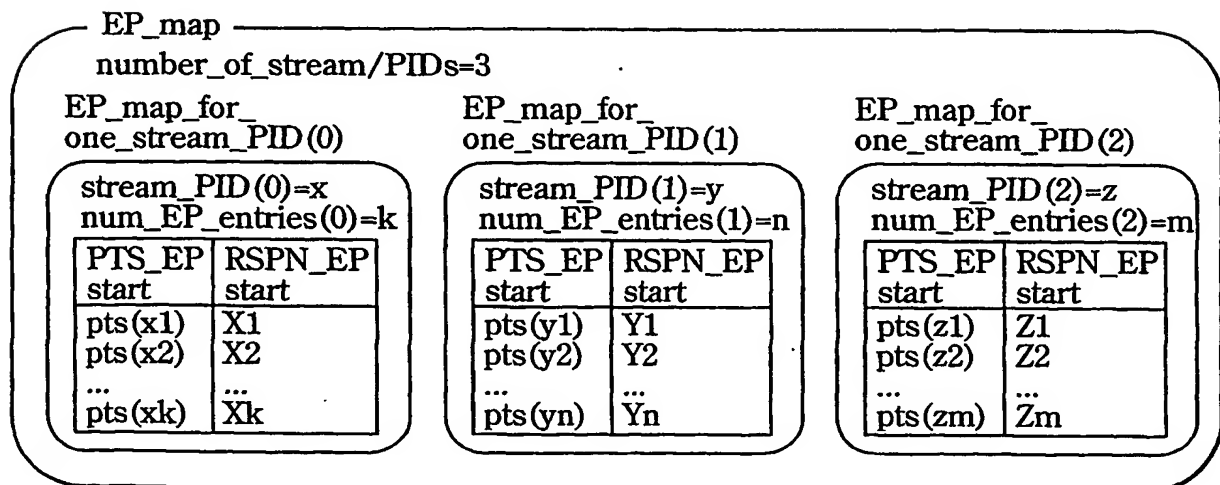 EP_map
number_of_stream/PIDs=3
EP_map_for_
one_stream_PID(0)
stream_PID(0)=x
num_EP_entries(0)=k
PTS_EP RSPN_EP
start start
pts(x1) X1
pts(x2) X2
... ...
pts(xk) Xk
EP_map_for_
one_stream_PID(1)
stream_PID(1)=y
num_EP_entries(1)=n
PTS_EP RSPN_EP
start start
pts(y1) Y1
pts(y2) Y2
... ...
pts(yn) Yn
EP_map_for_
one_stream_PID(2)
stream_PID(2)=z
num_EP_entries(2)=m
PTS_EP RSPN_EP
start start
pts(z1) Z1
pts(z2) Z2
... ...
pts(zm) Zm